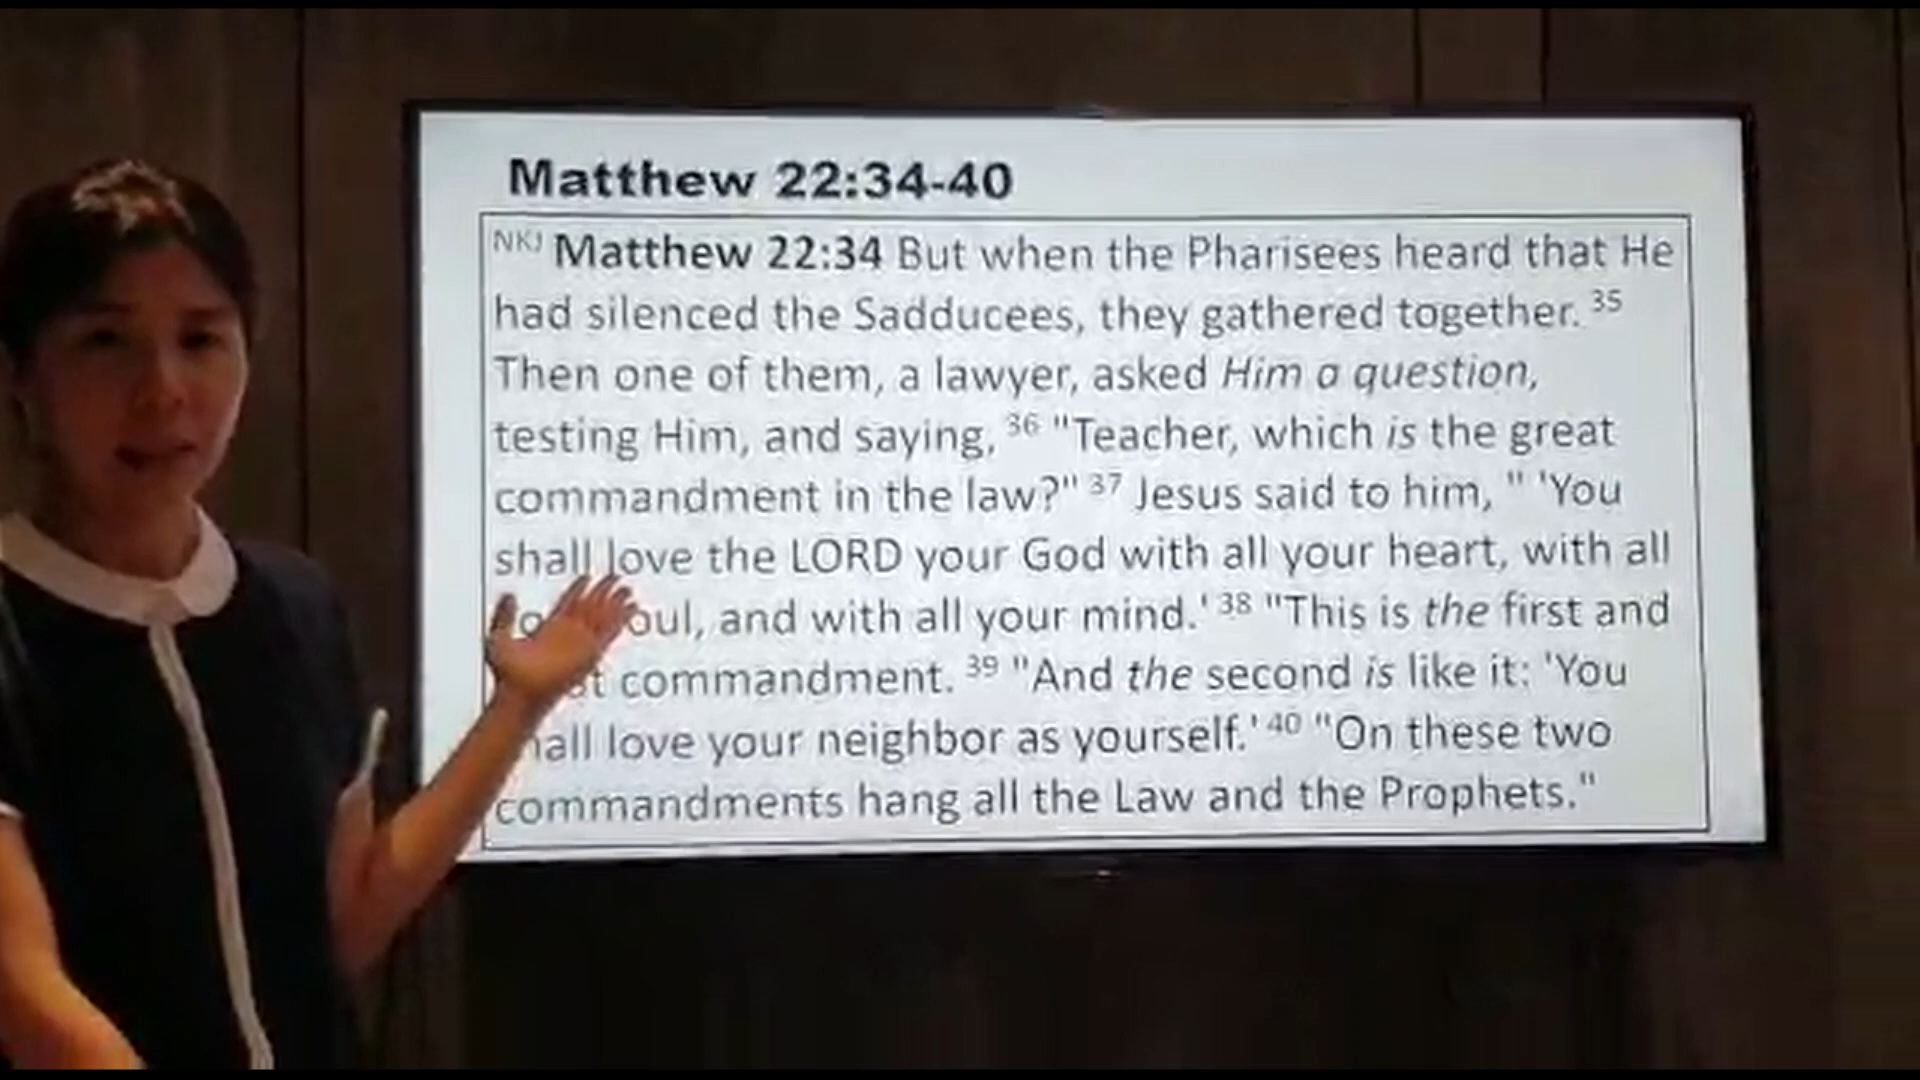 Matthew 22:34-40
NKJ Matthew 22:34 But when the Pharisees heard that He
had silenced the Sadducees, they gathered together. 35
Then one of them, a lawyer, asked Him a question,
testing Him, and saying, 36 "Teacher, which is the great
commandment in the law?" 37 Jesus said to him, " 'You
shall love the LORD your God with all your heart, with all
and with all your mind.' 38 "This is the first and
commandment. 39 "And the second is like it: 'You
love your neighbor as yourself.' 40 "On these two
commandments hang all the Law and the Prophets."